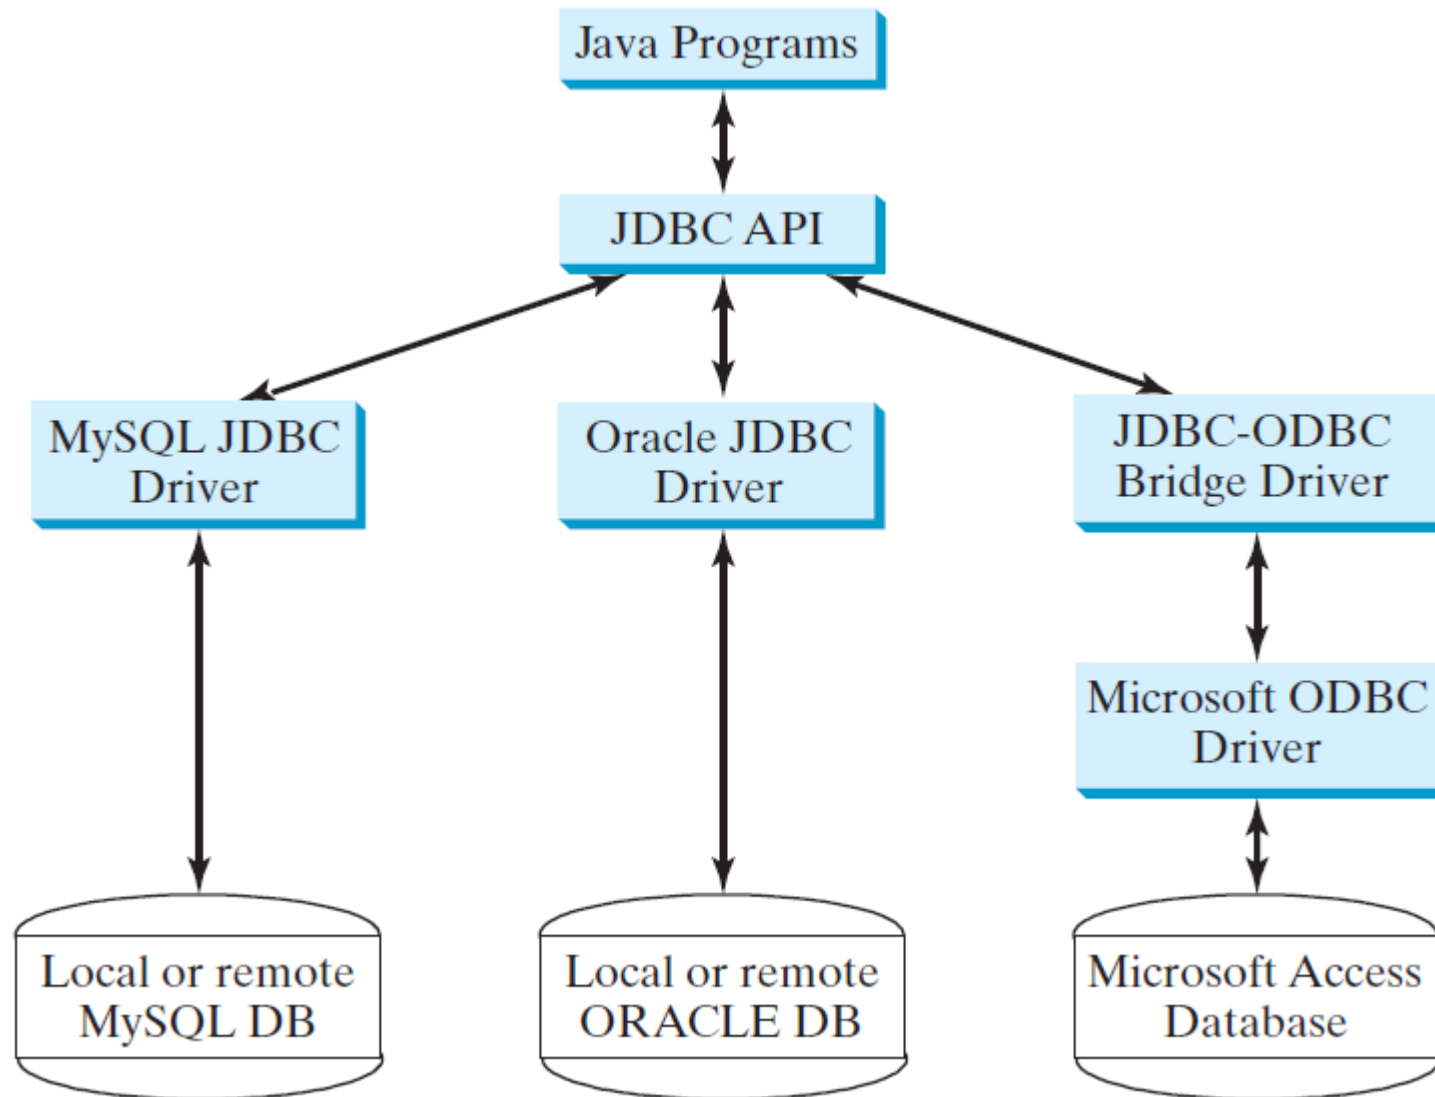 Java Programs
JDBC API
MySQL JDBC
Driver
Oracle JDBC
Driver
JDBC-ODBC
Bridge Driver
Microsoft ODBC
Driver
Local or remote
MySQL DB
Local or remote
ORACLE DB
Microsoft Access
Database